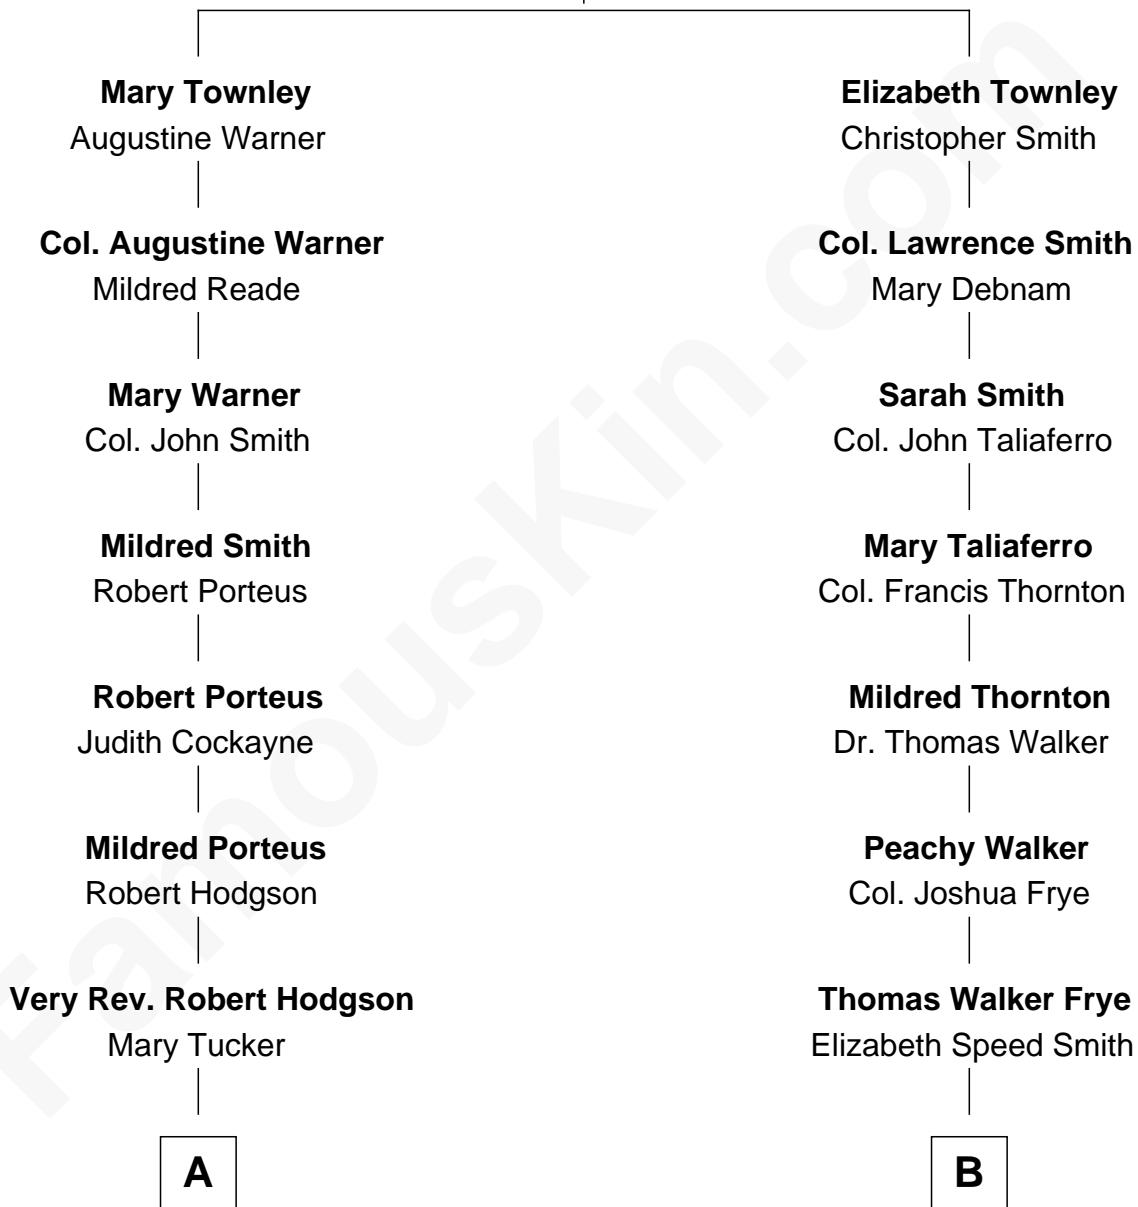 Mary Townley
Augustine Warner
Col. Augustine Warner
Mildred Reade
Mary Warner
Col. John Smith
Mildred Smith
Robert Porteus
Robert Porteus
Judith Cockayne
Mildred Porteus
Robert Hodgson
Very Rev. Robert Hodgson
Mary Tucker
A
Elizabeth Townley
Christopher Smith
Col. Lawrence Smith
Mary Debnam
Sarah Smith
Col. John Taliaferro
Mary Taliaferro
Col. Francis Thornton
Mildred Thornton
Dr. Thomas Walker
Peachy Walker
Col. Joshua Frye
Thomas Walker Frye
Elizabeth Speed Smith
B
FamousKin.com